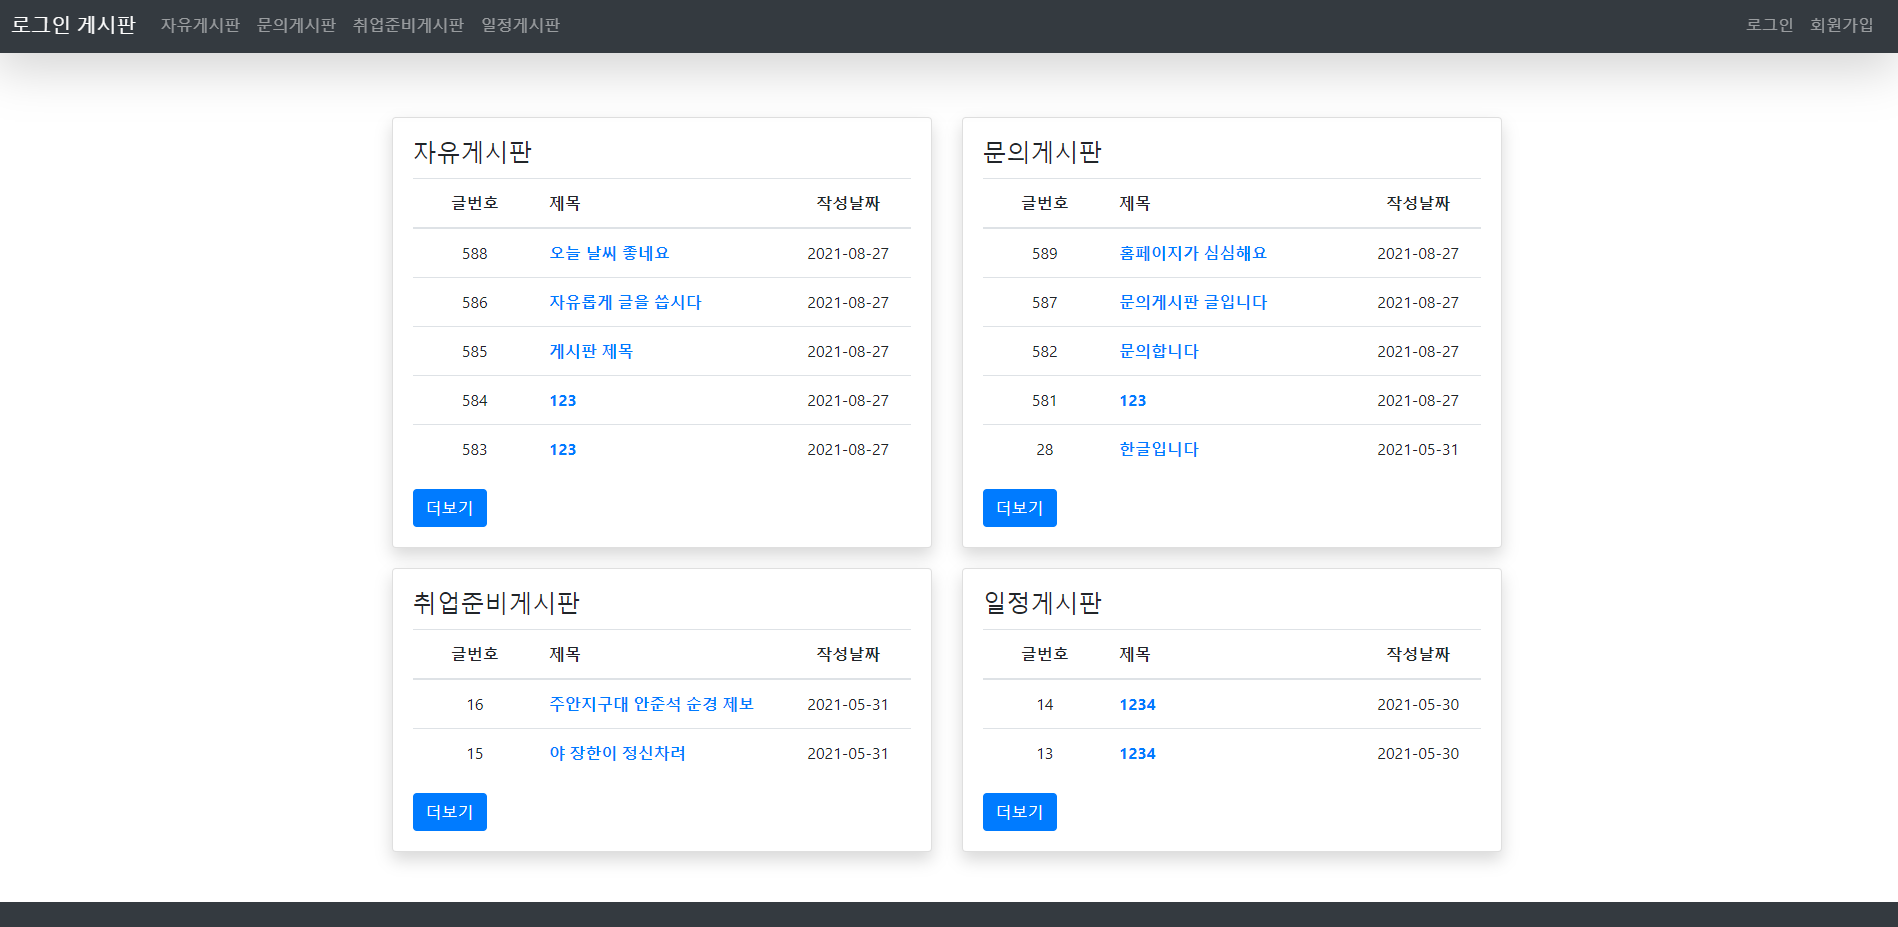 로그인 게시판 자유게시판 문의게시판 취업준비게시판 일정게시판 로그인 회원가입
자유게시판
글번호 제목 작성날짜
588 오늘 날씨 좋네요 2021-08-27
586 자유롭게 글을 씁시다 2021-08-27
585 게시판 제목 2021-08-27
584 123 2021-08-27
583 123 2021-08-27
더보기
문의게시판
글번호 제목 작성날짜
589 홈페이지가 심심해요 2021-08-27
587 문의게시판 글입니다 2021-08-27
582 문의합니다 2021-08-27
581 123 2021-08-27
28 한글입니다 2021-05-31
더보기
취업준비게시판
글번호 제목 작성날짜
16 주안지구대 안준석 순경 제보 2021-05-31
15 야 장한이 정신차려 2021-05-31
더보기
일정게시판
글번호 제목 작성날짜
14 1234 2021-05-30
13 1234 2021-05-30
더보기